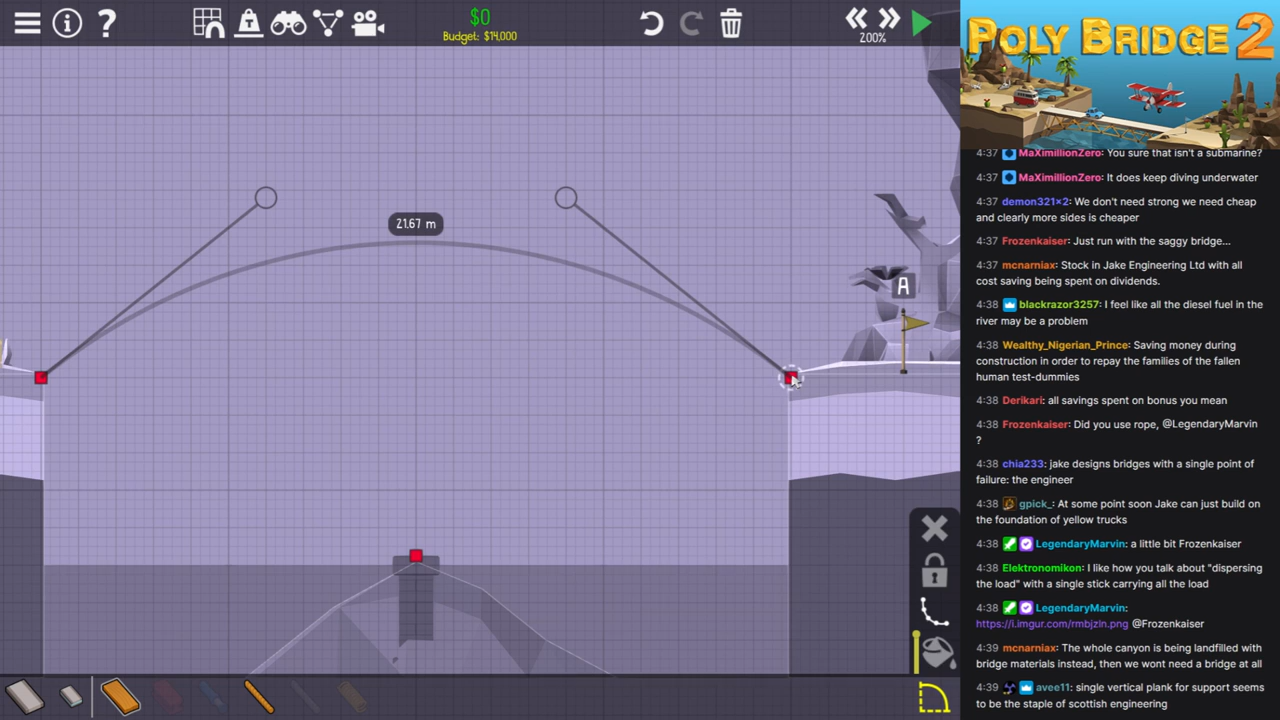 $0
Budget: $14,000
200%
21.67 m
A
POLY BRIDGE 2
4:37 MaXimillionZero: You sure that isn't a submarine?
4:37 MaXimillionZero: It does keep diving underwater
4:37 demon321×2: We don't need strong we need cheap
and clearly more sides is cheaper
4:38 Frozenkaiser: Just run with the saggy bridge...
4:38 mcnarniax: Stock in Jake Engineering Ltd with all
cost saving being spent on dividends.
4:38 blackrazor3257: I feel like all the diesel fuel in the
river may be a problem
4:38 Wealthy_Nigerian_Prince: Saving money during
construction in order to repay the families of the fallen
human test-dummies
4:38 Derikari: all savings spent on bonus you mean
4:38 Frozenkaiser: Did you use rope, @LegendaryMarvin
?
4:38 chia233: jake designs bridges with a single point of
failure: the engineer
4:38 gpick_: At some point soon Jake can just build on
the foundation of yellow trucks
4:38 LegendaryMarvin: a little bit Frozenkaiser
4:38 Elektronomikon: I like how you talk about "dispersing
the load" with a single stick carrying all the load
4:38 LegendaryMarvin:
https://i.imgur.com/rmbjzln.png @Frozenkaiser
4:39 mcnarniax: The whole canyon is being landfilled with
bridge materials instead, then we wont need a bridge at all
4:39 avee11: single vertical plank for support seems
to be the staple of scottish engineering